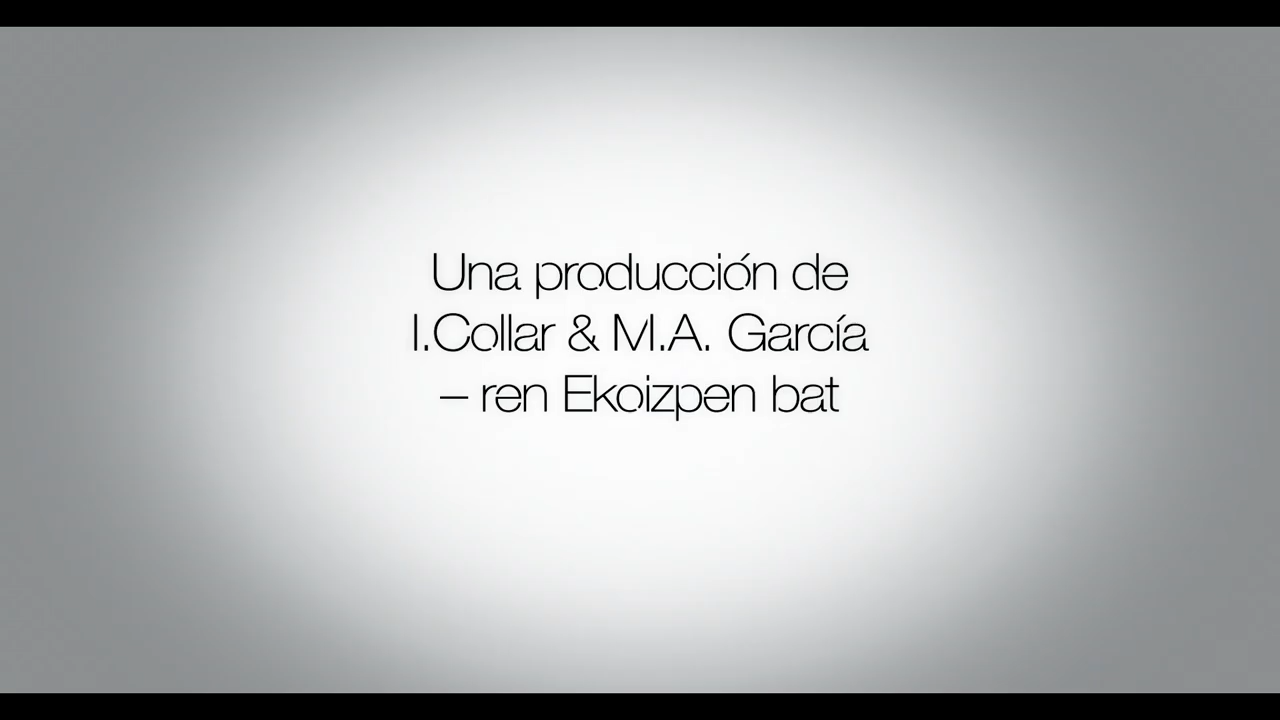 Una producción de
I.Collar & M.A. García
– ren Ekoizpen bat